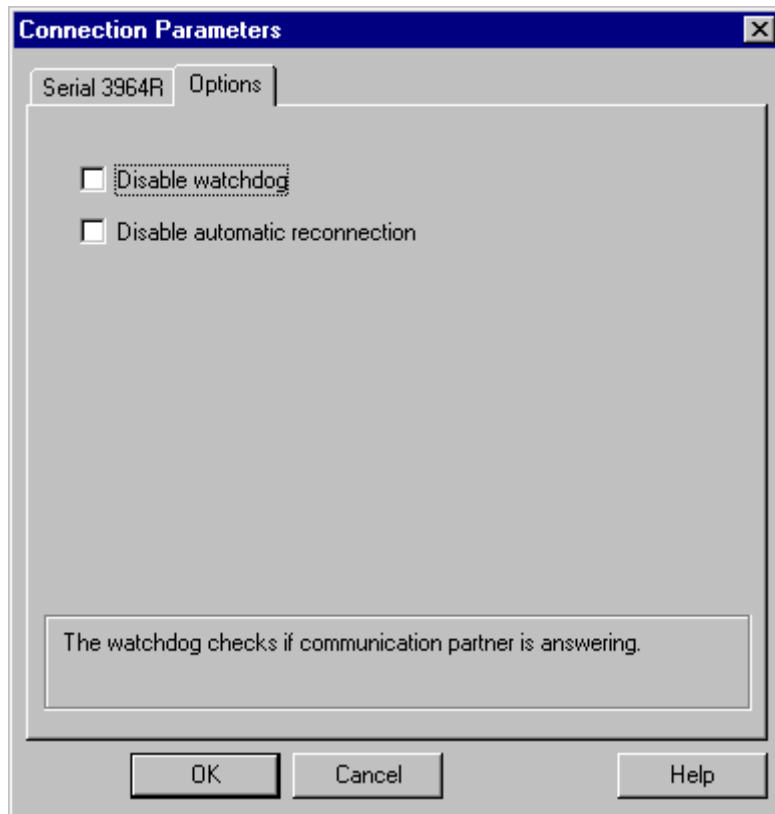 Connection Parameters
Serial 3964R Options
Disable watchdog
Disable automatic reconnection
The watchdog checks if communication partner is answering.
OK Cancel Help